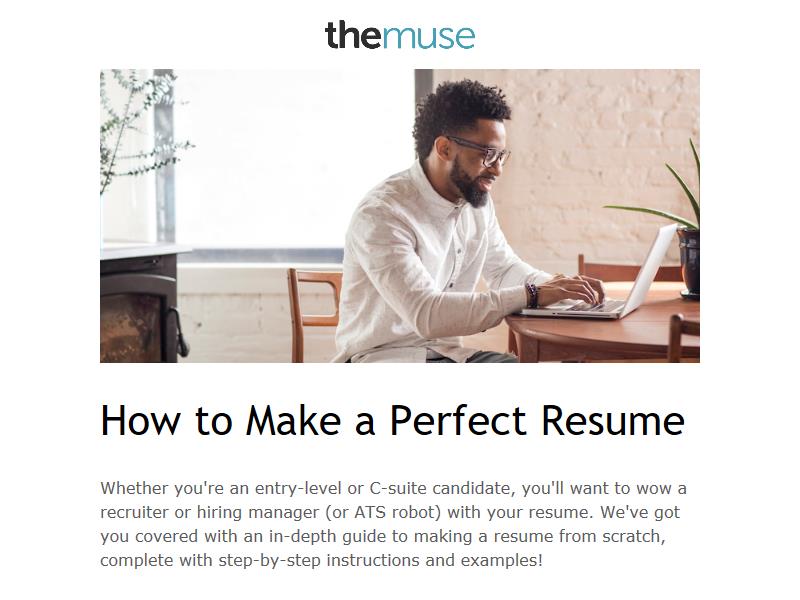 themuse
How to Make a Perfect Resume
Whether you're an entry-level or C-suite candidate, you'll want to wow a
recruiter or hiring manager (or ATS robot) with your resume. We've got
you covered with an in-depth guide to making a resume from scratch,
complete with step-by-step instructions and examples!